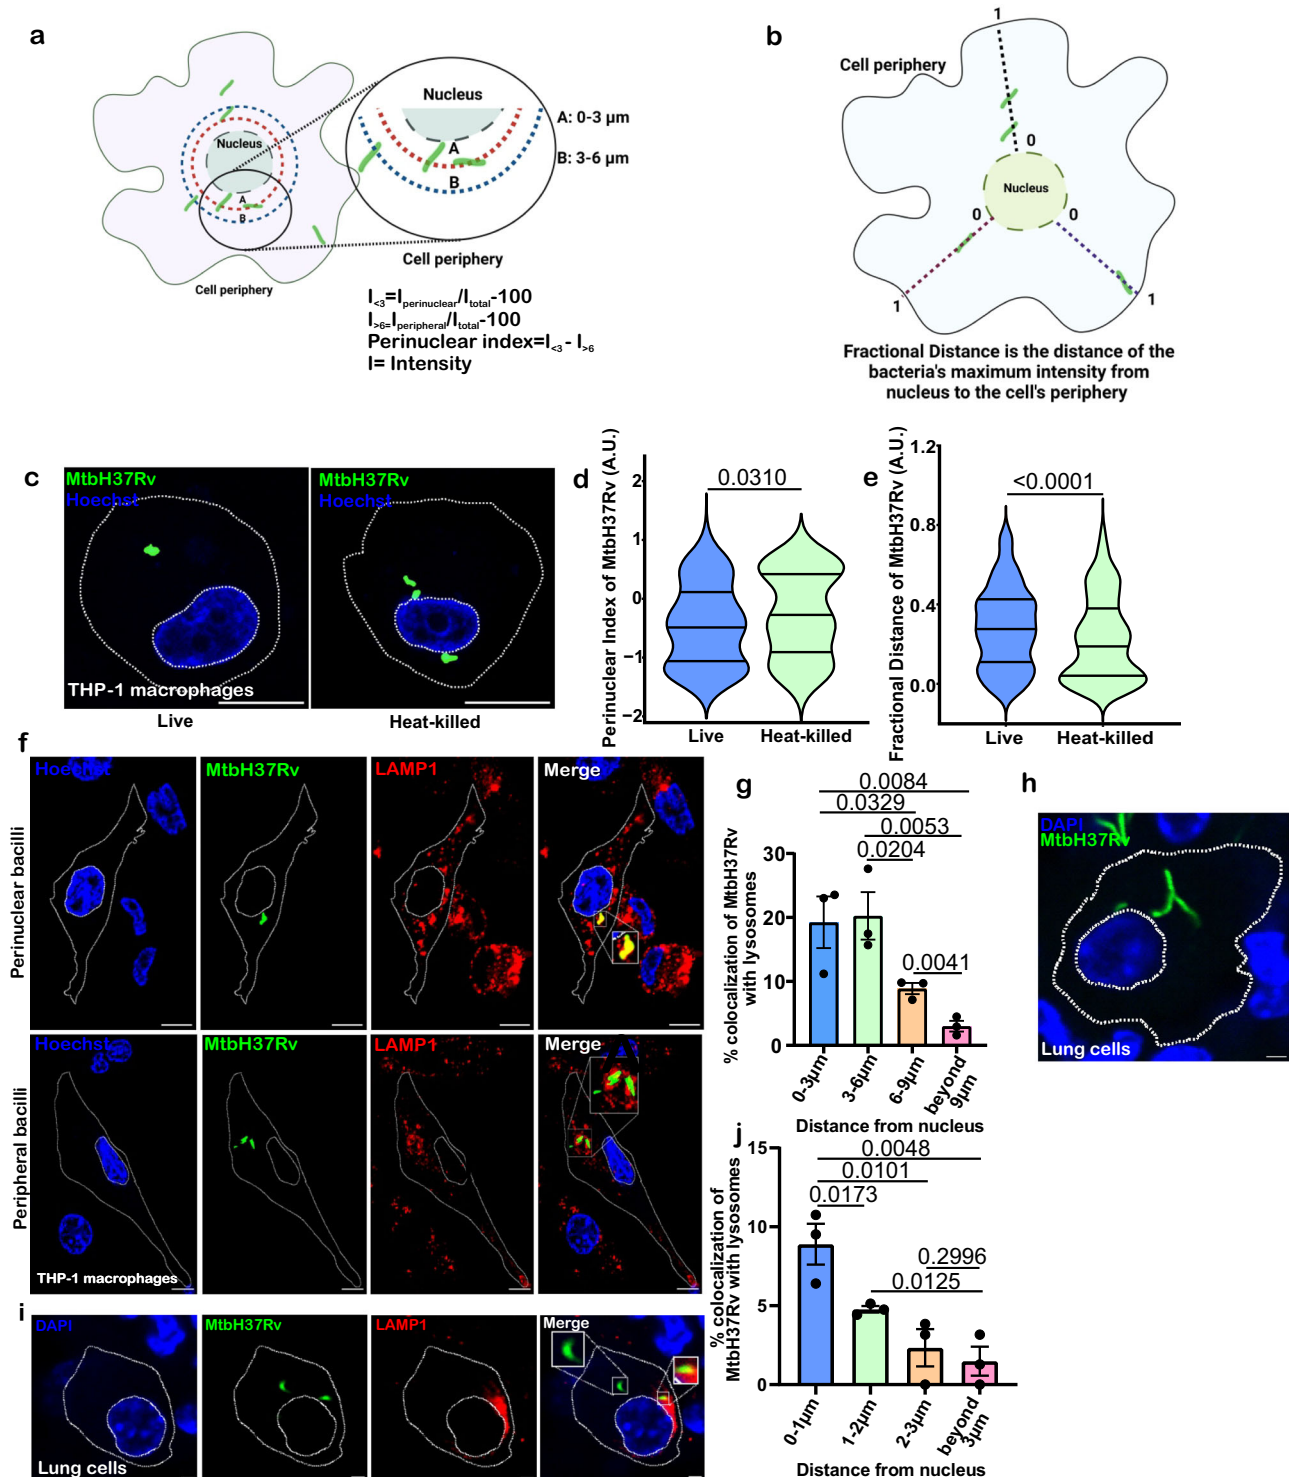 a
Nucleus
A
B
Cell periphery
Nucleus
A
B
A: 0-3 µm
B: 3-6 µm
Cell periphery
I<3=Iperinuclear/Itotal-100
I>6=Iperipheral/Itotal-100
Perinuclear index=I<3 - I>6
I= Intensity
b
1
Cell periphery
0
Nucleus
0
0
1
1
Fractional Distance is the distance of the
bacteria's maximum intensity from
nucleus to the cell's periphery
c
MtbH37Rv
Hoechst
THP-1 macrophages
Live
MtbH37Rv
Hoechst
Heat-killed
d
Perinuclear Index of MtbH37Rv (A.U.)
2
1
0
−1
−2
0.0310
Live
Heat-killed
e
Fractional Distance of MtbH37Rv (A.U.)
1.2
0.8
0.4
0.0
<0.0001
Live
Heat-killed
f
Perinuclear bacilli
Hoechst
MtbH37Rv
LAMP1
Merge
Peripheral bacilli
Hoechst
MtbH37Rv
LAMP1
Merge
THP-1 macrophages
g
% colocalization of MtbH37Rv
with lysosomes
30
20
10
0
0.0084
0.0329
0.0053
0.0204
0.0041
0-3µm
3-6µm
6-9µm
beyond
9µm
Distance from nucleus
h
DAPI
MtbH37Rv
Lung cells
i
DAPI
MtbH37Rv
LAMP1
Merge
Lung cells
j
% colocalization of
MtbH37Rv with lysosomes
15
10
5
0
0.0048
0.0101
0.0173
0.2996
0.0125
0-1µm
1-2µm
2-3µm
beyond
3µm
Distance from nucleus